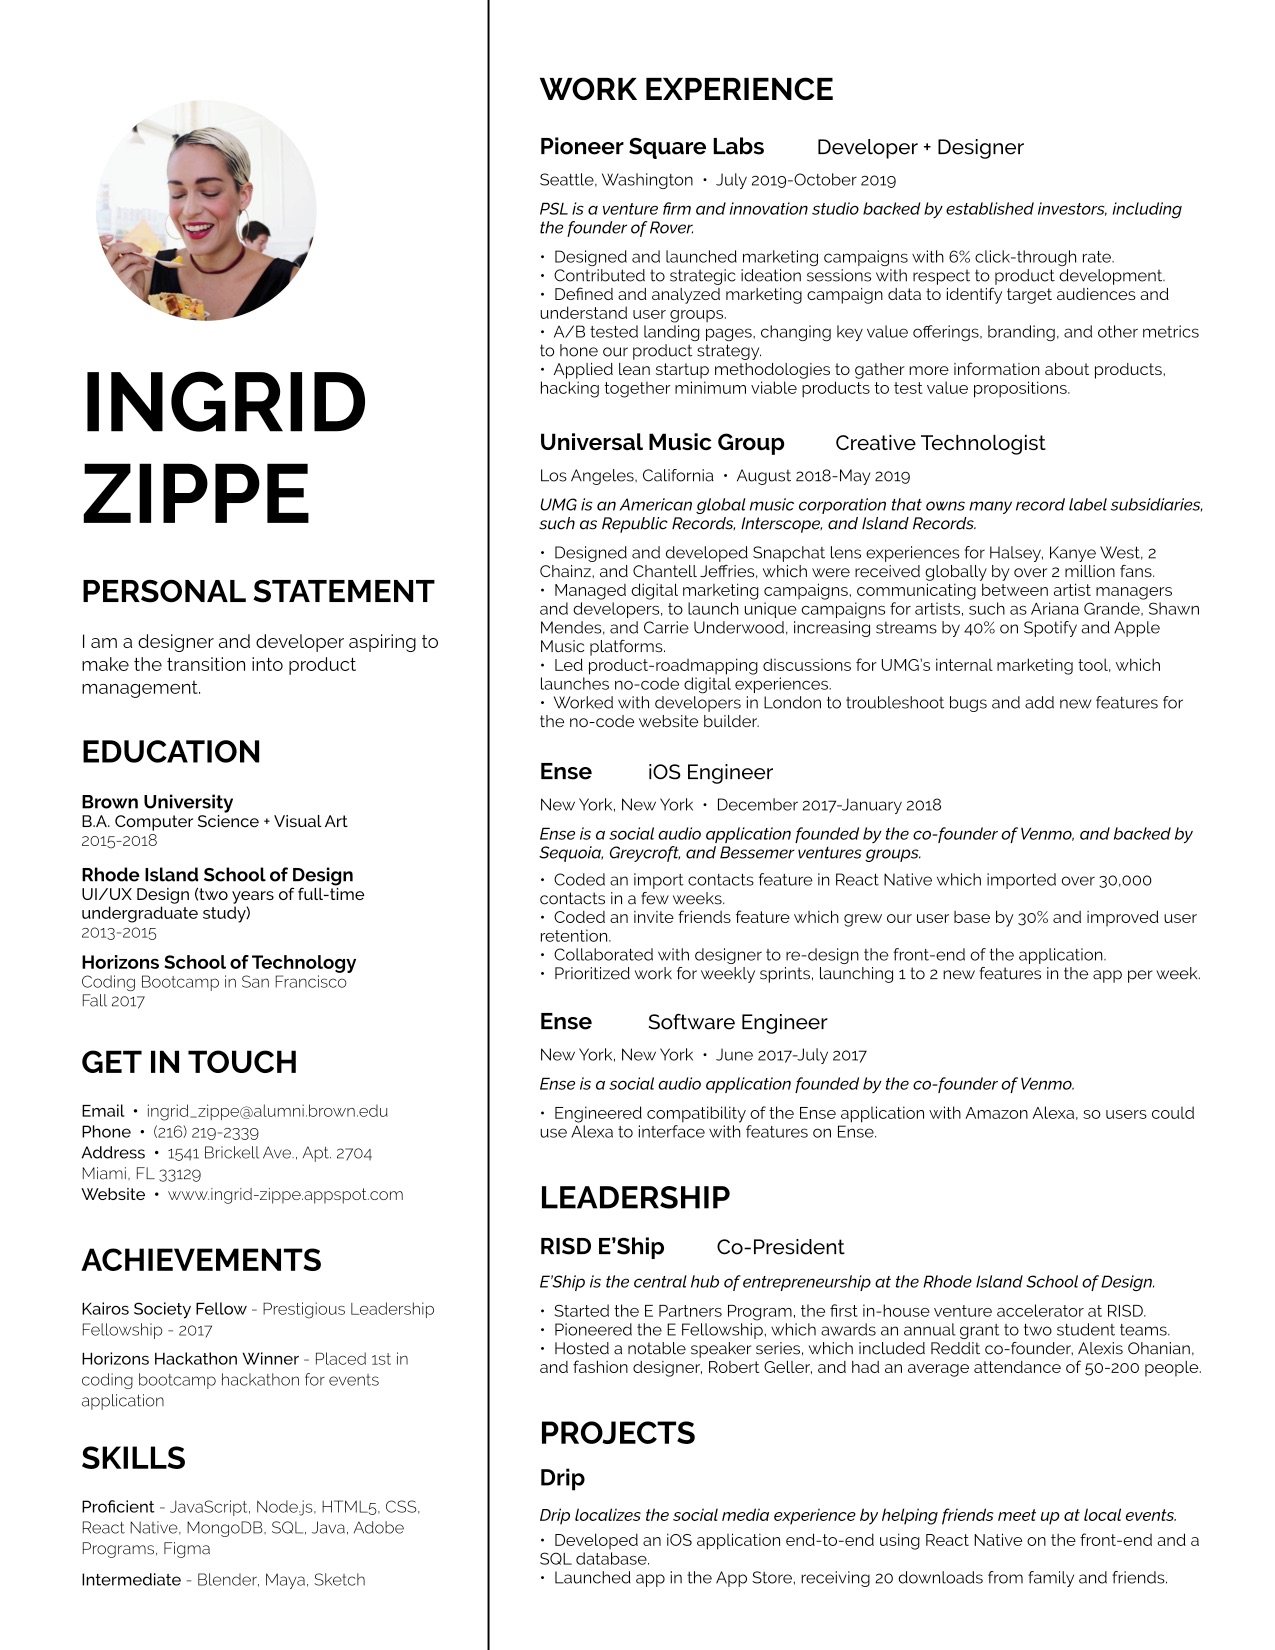 INGRID
ZIPPE
PERSONAL STATEMENT
I am a designer and developer aspiring to
make the transition into product
management.
EDUCATION
Brown University
B.A. Computer Science + Visual Art
2015-2018
Rhode Island School of Design
UI/UX Design (two years of full-time
undergraduate study)
2013-2015
Horizons School of Technology
Coding Bootcamp in San Francisco
Fall 2017
GET IN TOUCH
Email • ingrid_zippe@alumni.brown.edu
Phone • (216) 219-2339
Address • 1541 Brickell Ave., Apt. 2704
Miami, FL 33129
Website • www.ingrid-zippe.appspot.com
ACHIEVEMENTS
Kairos Society Fellow - Prestigious Leadership
Fellowship - 2017
Horizons Hackathon Winner - Placed 1st in
coding bootcamp hackathon for events
application
SKILLS
Proficient - JavaScript, Node.js, HTML5, CSS,
React Native, MongoDB, SQL, Java, Adobe
Programs, Figma
Intermediate - Blender, Maya, Sketch
WORK EXPERIENCE
Pioneer Square Labs Developer + Designer
Seattle, Washington • July 2019-October 2019
PSL is a venture firm and innovation studio backed by established investors, including
the founder of Rover.
• Designed and launched marketing campaigns with 6% click-through rate.
• Contributed to strategic ideation sessions with respect to product development.
• Defined and analyzed marketing campaign data to identify target audiences and
understand user groups.
• A/B tested landing pages, changing key value offerings, branding, and other metrics
to hone our product strategy.
• Applied lean startup methodologies to gather more information about products,
hacking together minimum viable products to test value propositions.
Universal Music Group Creative Technologist
Los Angeles, California • August 2018-May 2019
UMG is an American global music corporation that owns many record label subsidiaries,
such as Republic Records, Interscope, and Island Records.
• Designed and developed Snapchat lens experiences for Halsey, Kanye West, 2
Chainz, and Chantell Jeffries, which were received globally by over 2 million fans.
• Managed digital marketing campaigns, communicating between artist managers
and developers, to launch unique campaigns for artists, such as Ariana Grande, Shawn
Mendes, and Carrie Underwood, increasing streams by 40% on Spotify and Apple
Music platforms.
• Led product-roadmapping discussions for UMG's internal marketing tool, which
launches no-code digital experiences.
• Worked with developers in London to troubleshoot bugs and add new features for
the no-code website builder.
Ense iOS Engineer
New York, New York • December 2017-January 2018
Ense is a social audio application founded by the co-founder of Venmo, and backed by
Sequoia, Greycroft, and Bessemer ventures groups.
• Coded an import contacts feature in React Native which imported over 30,000
contacts in a few weeks.
• Coded an invite friends feature which grew our user base by 30% and improved user
retention.
• Collaborated with designer to re-design the front-end of the application.
• Prioritized work for weekly sprints, launching 1 to 2 new features in the app per week.
Ense Software Engineer
New York, New York • June 2017-July 2017
Ense is a social audio application founded by the co-founder of Venmo.
• Engineered compatibility of the Ense application with Amazon Alexa, so users could
use Alexa to interface with features on Ense.
LEADERSHIP
RISD E'Ship Co-President
E'Ship is the central hub of entrepreneurship at the Rhode Island School of Design.
• Started the E Partners Program, the first in-house venture accelerator at RISD.
• Pioneered the E Fellowship, which awards an annual grant to two student teams.
• Hosted a notable speaker series, which included Reddit co-founder, Alexis Ohanian,
and fashion designer, Robert Geller, and had an average attendance of 50-200 people.
PROJECTS
Drip
Drip localizes the social media experience by helping friends meet up at local events.
• Developed an iOS application end-to-end using React Native on the front-end and a
SQL database.
• Launched app in the App Store, receiving 20 downloads from family and friends.